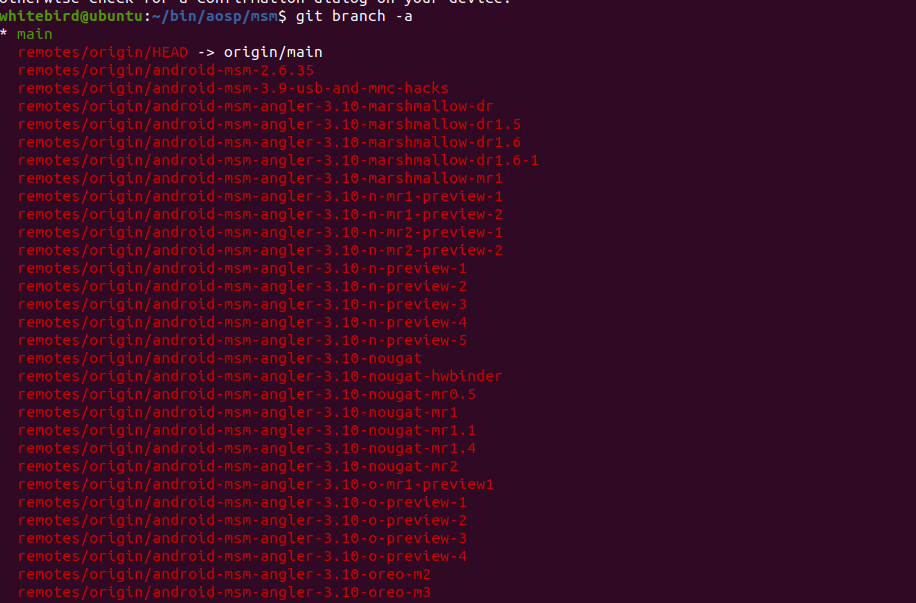 otherwise check for a confirmation dialog on your device.
whitebird@ubuntu:~/bin/aosp/msm$ git branch -a
* main
remotes/origin/HEAD -> origin/main
remotes/origin/android-msm-2.6.35
remotes/origin/android-msm-3.9-usb-and-mmc-hacks
remotes/origin/android-msm-angler-3.10-marshmallow-dr
remotes/origin/android-msm-angler-3.10-marshmallow-dr1.5
remotes/origin/android-msm-angler-3.10-marshmallow-dr1.6
remotes/origin/android-msm-angler-3.10-marshmallow-dr1.6-1
remotes/origin/android-msm-angler-3.10-marshmallow-mr1
remotes/origin/android-msm-angler-3.10-n-mr1-preview-1
remotes/origin/android-msm-angler-3.10-n-mr1-preview-2
remotes/origin/android-msm-angler-3.10-n-mr2-preview-1
remotes/origin/android-msm-angler-3.10-n-mr2-preview-2
remotes/origin/android-msm-angler-3.10-n-preview-1
remotes/origin/android-msm-angler-3.10-n-preview-2
remotes/origin/android-msm-angler-3.10-n-preview-3
remotes/origin/android-msm-angler-3.10-n-preview-4
remotes/origin/android-msm-angler-3.10-n-preview-5
remotes/origin/android-msm-angler-3.10-nougat
remotes/origin/android-msm-angler-3.10-nougat-hwbinder
remotes/origin/android-msm-angler-3.10-nougat-mr0.5
remotes/origin/android-msm-angler-3.10-nougat-mr1
remotes/origin/android-msm-angler-3.10-nougat-mr1.1
remotes/origin/android-msm-angler-3.10-nougat-mr1.4
remotes/origin/android-msm-angler-3.10-nougat-mr2
remotes/origin/android-msm-angler-3.10-o-mr1-preview1
remotes/origin/android-msm-angler-3.10-o-preview-1
remotes/origin/android-msm-angler-3.10-o-preview-2
remotes/origin/android-msm-angler-3.10-o-preview-3
remotes/origin/android-msm-angler-3.10-o-preview-4
remotes/origin/android-msm-angler-3.10-oreo-m2
remotes/origin/android-msm-angler-3.10-oreo-m3